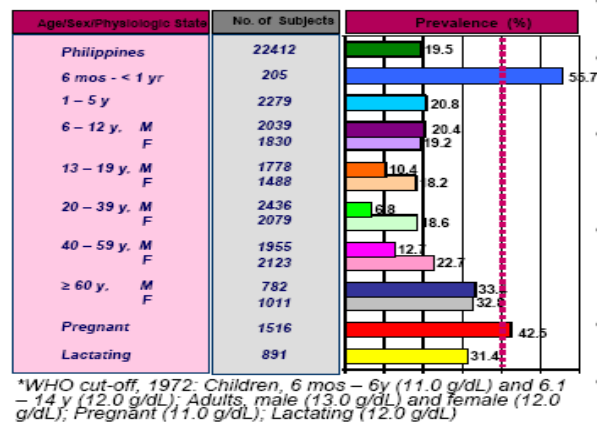 Age/Sex/Physiologic State No. of Subjects Prevalence (%)
Philippines 22412 19.5
6 mos - < 1 yr 205 55.7
1 – 5 y 2279 20.8
6 – 12 y, M 2039 20.4
F 1830 19.2
13 – 19 y, M 1778 10.4
F 1488 18.2
20 – 39 y, M 2436 6.8
F 2079 18.6
40 – 59 y, M 1955 12.7
F 2123 22.7
≥ 60 y, M 782
F 1011
Pregnant 1516 42.5
Lactating 891 31.4
*WHO cut-off, 1972: Children, 6 mos – 6y (11.0 g/dL) and 6.1
– 14 y (12.0 g/dL); Adults, male (13.0 g/dL) and female (12.0
g/dL); Pregnant (11.0 g/dL); Lactating (12.0 g/dL)